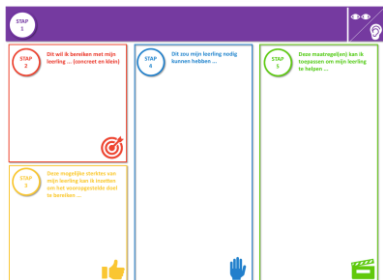 STAP
1
STAP
2
Dit wil ik bereiken met mijn
leerling ... (concreet en klein)
STAP
3
Deze mogelijke sterktes van
mijn leerling kan ik inzetten
om het vooropgestelde doel
te bereiken ...
STAP
4
Dit zou mijn leerling nodig
kunnen hebben ...
STAP
5
Deze maatregel(en) kan ik
toepassen om mijn leerling
te helpen ...